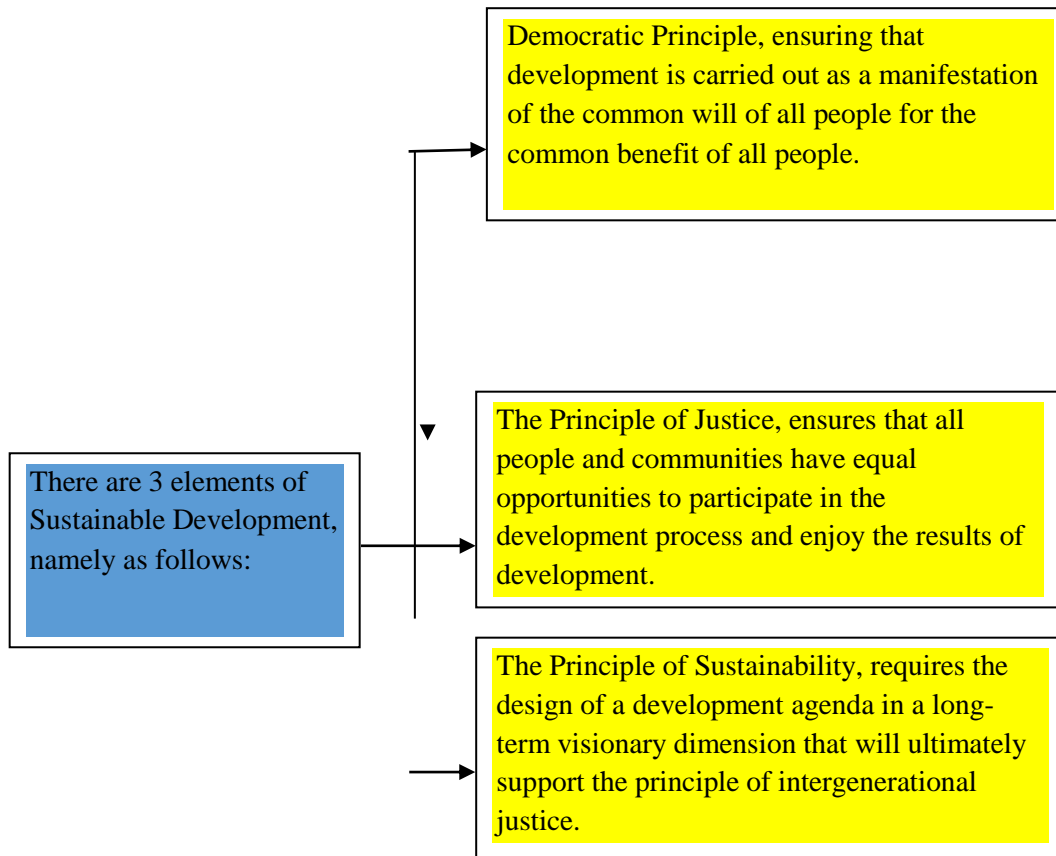 Democratic Principle, ensuring that
development is carried out as a manifestation
of the common will of all people for the
common benefit of all people.
There are 3 elements of
Sustainable Development,
namely as follows:
The Principle of Justice, ensures that all
people and communities have equal
opportunities to participate in the
development process and enjoy the results of
development.
The Principle of Sustainability, requires the
design of a development agenda in a long-
term visionary dimension that will ultimately
support the principle of intergenerational
justice.